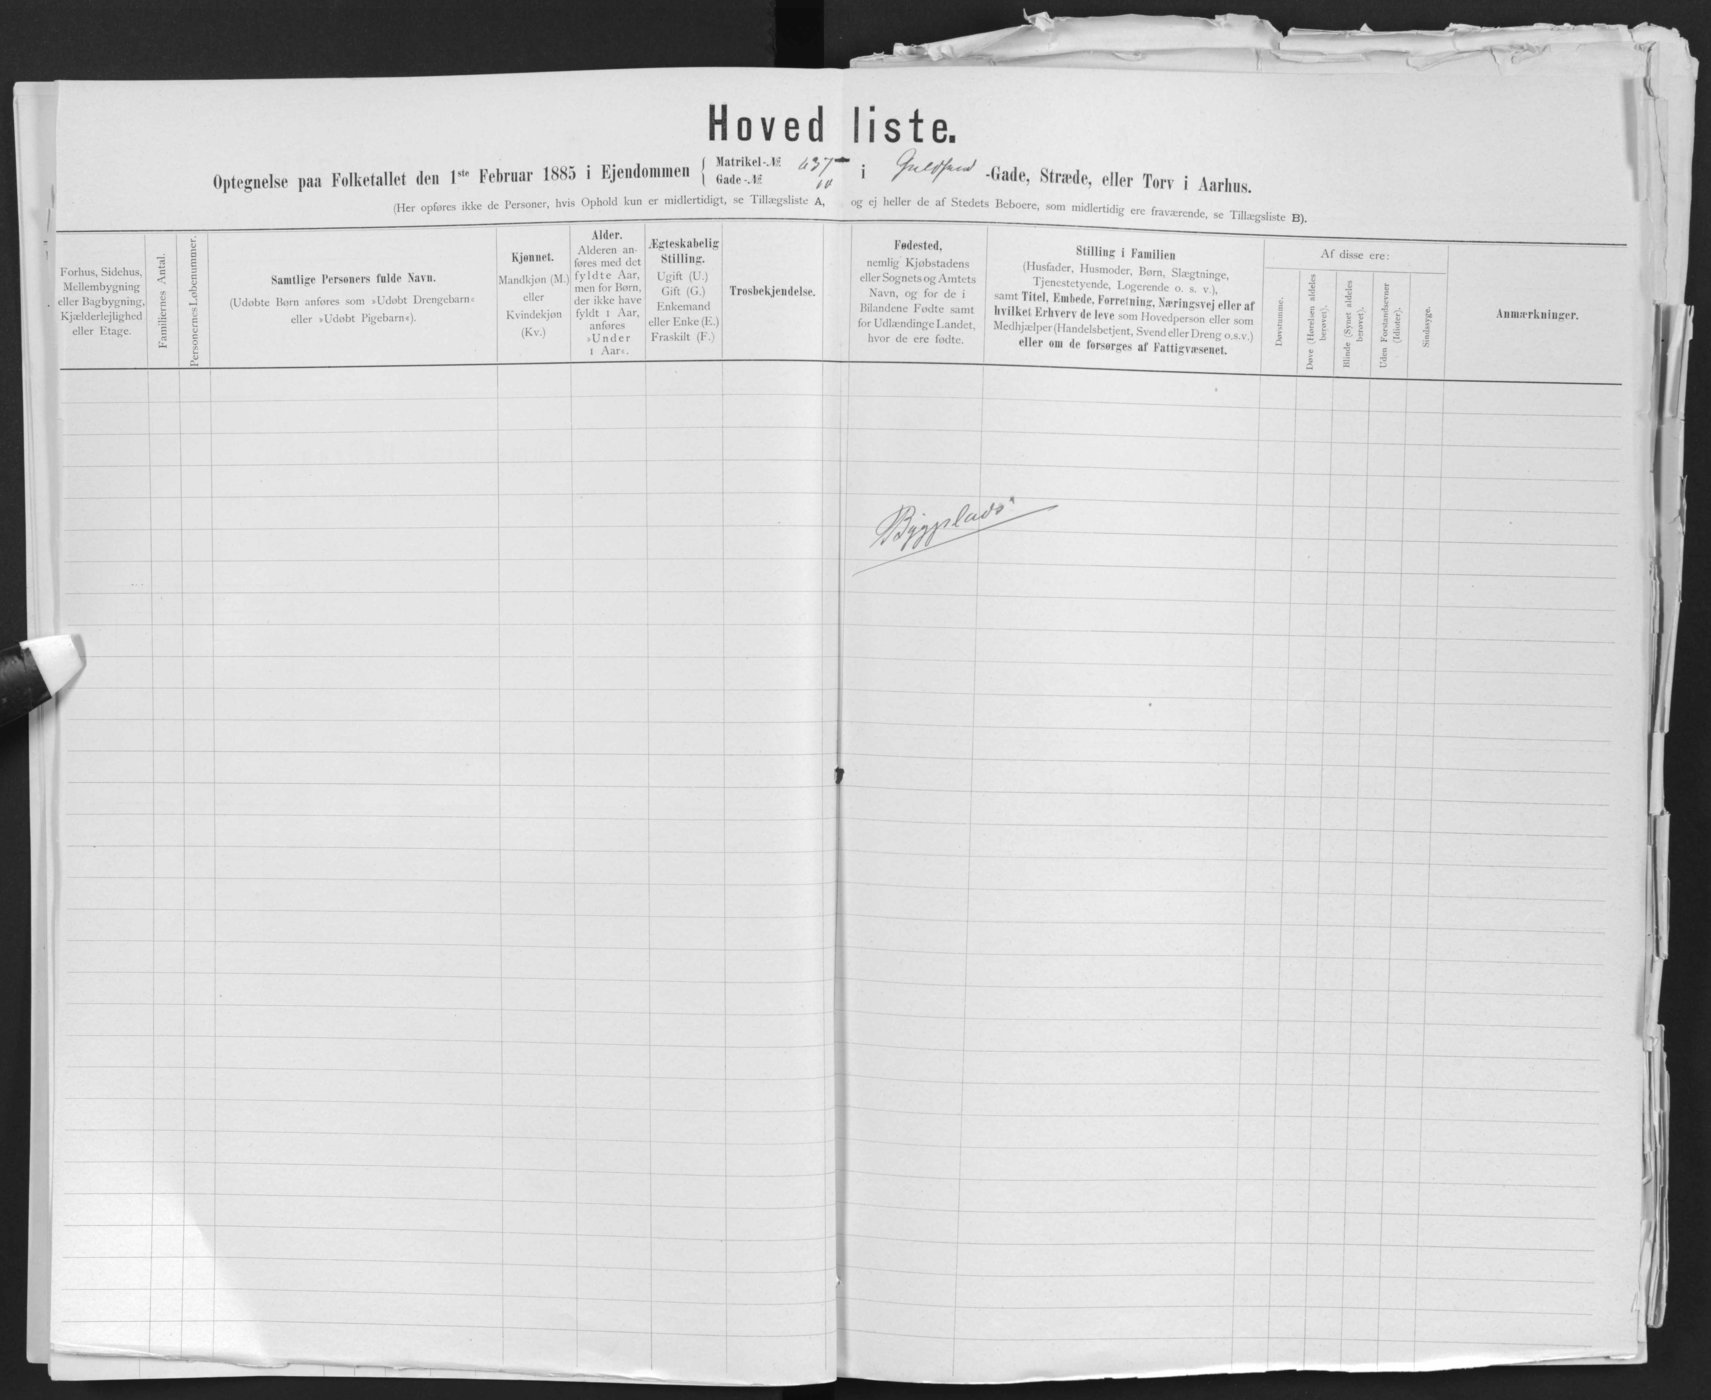 Hovedliste.
Optegnelse paa Folketallet den 1ste Februar 1885 i Ejendommen { Matrikel-№ 437 i Guldsmed -Gade, Stræde, eller Torv i Aarhus.
Gade-№ 10
(Her opføres ikke de Personer, hvis Ophold kun er midlertidigt, se Tillægsliste A, og ej heller de af Stedets Beboere, som midlertidig ere fraværende, se Tillægsliste B).
Forhus, Sidehus,
Mellembygning
eller Bagbygning,
Kjælderlejlighed
eller Etage.
Familiernes Antal.
Personernes Løbenummer.
Samtlige Personers fulde Navn.
(Udøbte Børn anføres som »Udøbt Drengebarn«
eller »Udøbt Pigebarn«).
Kjønnet.
Mandkjøn (M.)
eller
Kvindekjøn
(Kv.)
Alder.
Alderen an-
føres med det
fyldte Aar,
men for Børn,
der ikke have
fyldt 1 Aar,
anføres
»Under
1 Aar«.
Ægteskabelig
Stilling.
Ugift (U.)
Gift (G.)
Enkemand
eller Enke (E.)
Fraskilt (F.)
Trosbekjendelse.
Fødested,
nemlig Kjøbstadens
eller Sognets og Amtets
Navn, og for de i
Bilandene Fødte samt
for Udlændinge Landet,
hvor de ere fødte.
Stilling i Familien
(Husfader, Husmoder, Børn, Slægtninge,
Tjenestetyende, Logerende o. s. v.),
samt Titel, Embede, Forretning, Næringsvej eller af
hvilket Erhverv de leve som Hovedperson eller som
Medhjælper (Handelsbetjent, Svend eller Dreng o.s.v.)
eller om de forsørges af Fattigvæsenet.
Af disse ere:
Døvstumme.
Døve (Hørelsen aldeles
berøvet).
Blinde (Synet aldeles
berøvet).
Uden Forstandsevner
(Idioter).
Sindssyge.
Anmærkninger.
Byggplads